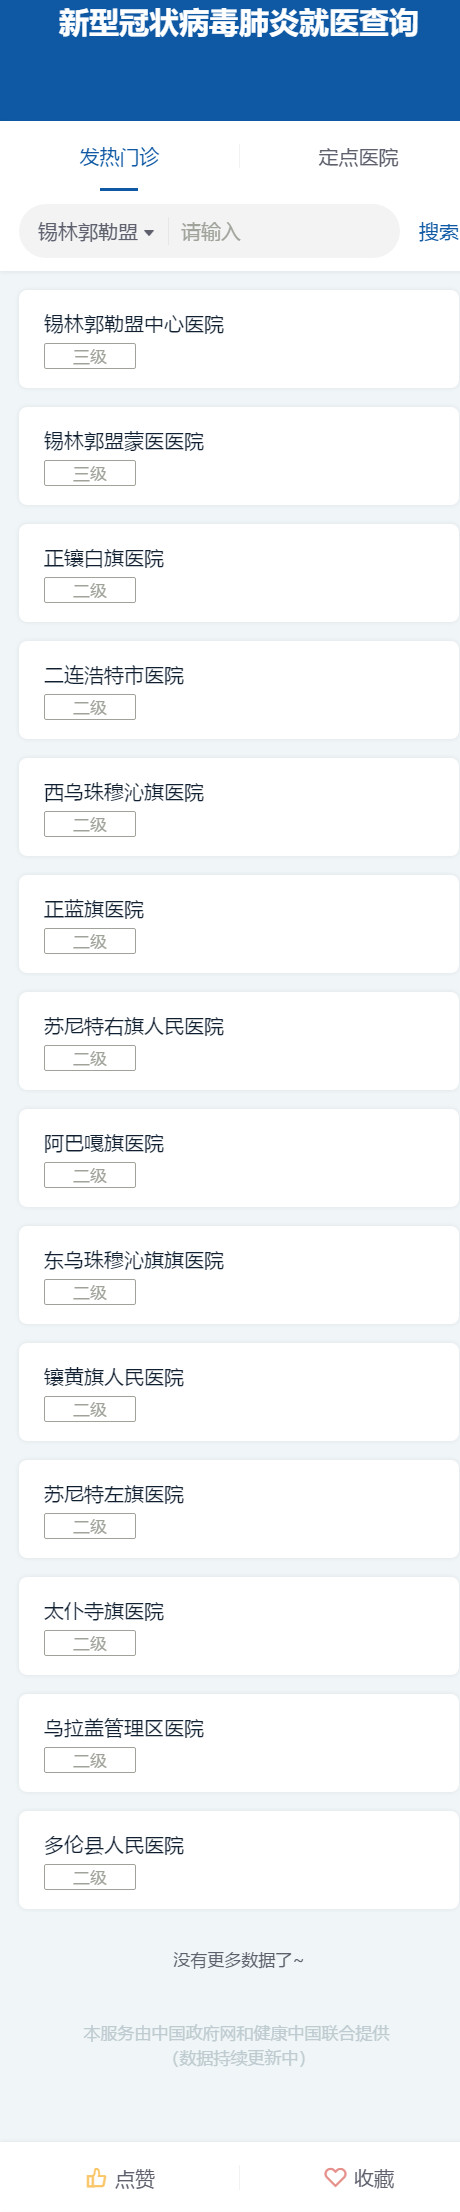 新型冠状病毒肺炎就医查询
发热门诊 定点医院
锡林郭勒盟 请输入 搜索
锡林郭勒盟中心医院
三级
锡林郭盟蒙医医院
三级
正镶白旗医院
二级
二连浩特市医院
二级
西乌珠穆沁旗医院
二级
正蓝旗医院
二级
苏尼特右旗人民医院
二级
阿巴嘎旗医院
二级
东乌珠穆沁旗旗医院
二级
镶黄旗人民医院
二级
苏尼特左旗医院
二级
太仆寺旗医院
二级
乌拉盖管理区医院
二级
多伦县人民医院
二级
没有更多数据了~
本服务由中国政府网和健康中国联合提供
（数据持续更新中）
点赞 收藏